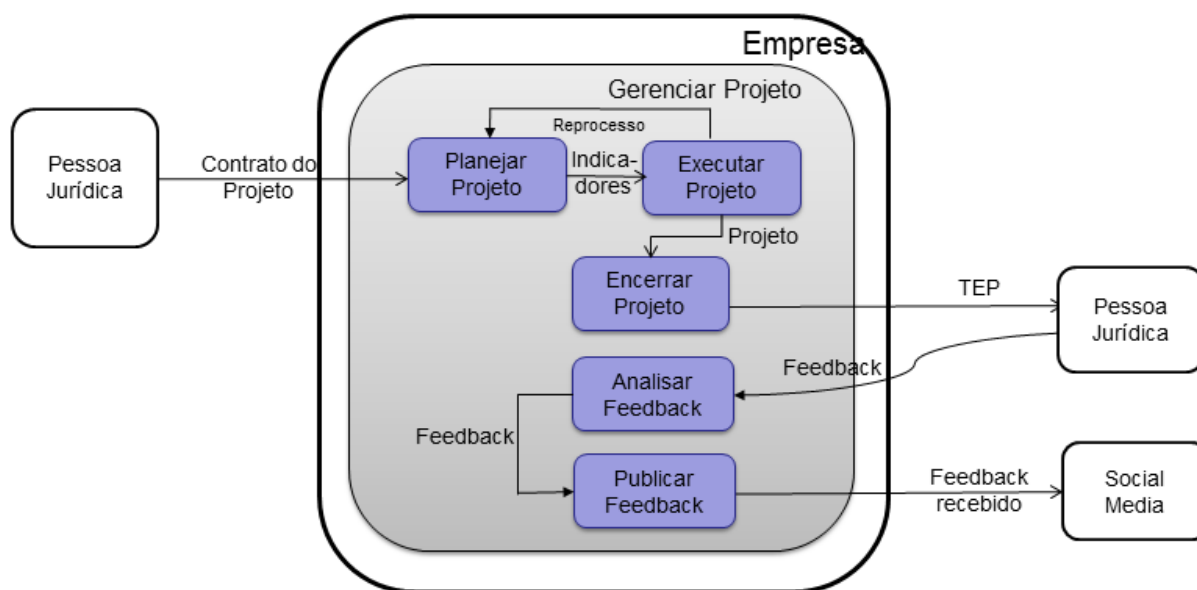 Empresa
Gerenciar Projeto
Reprocesso
Pessoa
Jurídica
Contrato do
Projeto
Planejar
Projeto
Indica-
dores
Executar
Projeto
Projeto
Encerrar
Projeto
TEP
Pessoa
Jurídica
Feedback
Analisar
Feedback
Feedback
Publicar
Feedback
Feedback
recebido
Social
Media